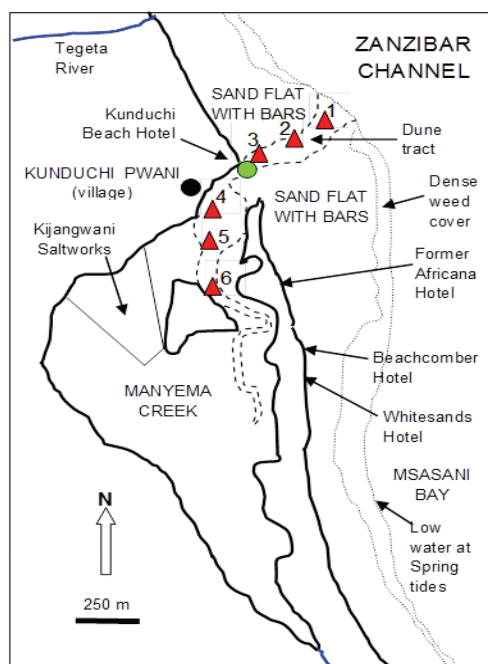 Tegeta
River
ZANZIBAR
CHANNEL
SAND FLAT
WITH BARS
1
2
3
Kunduchi
Beach Hotel
Dune
tract
KUNDUCHI PWANI
(village)
SAND FLAT
WITH BARS
Dense
weed
cover
4
Kijangwani
Saltworks
5
Former
Africana
Hotel
6
Beachcomber
Hotel
MANYEMA
CREEK
Whitesands
Hotel
MSASANI
BAY
N
Low
water at
Spring
tides
250 m